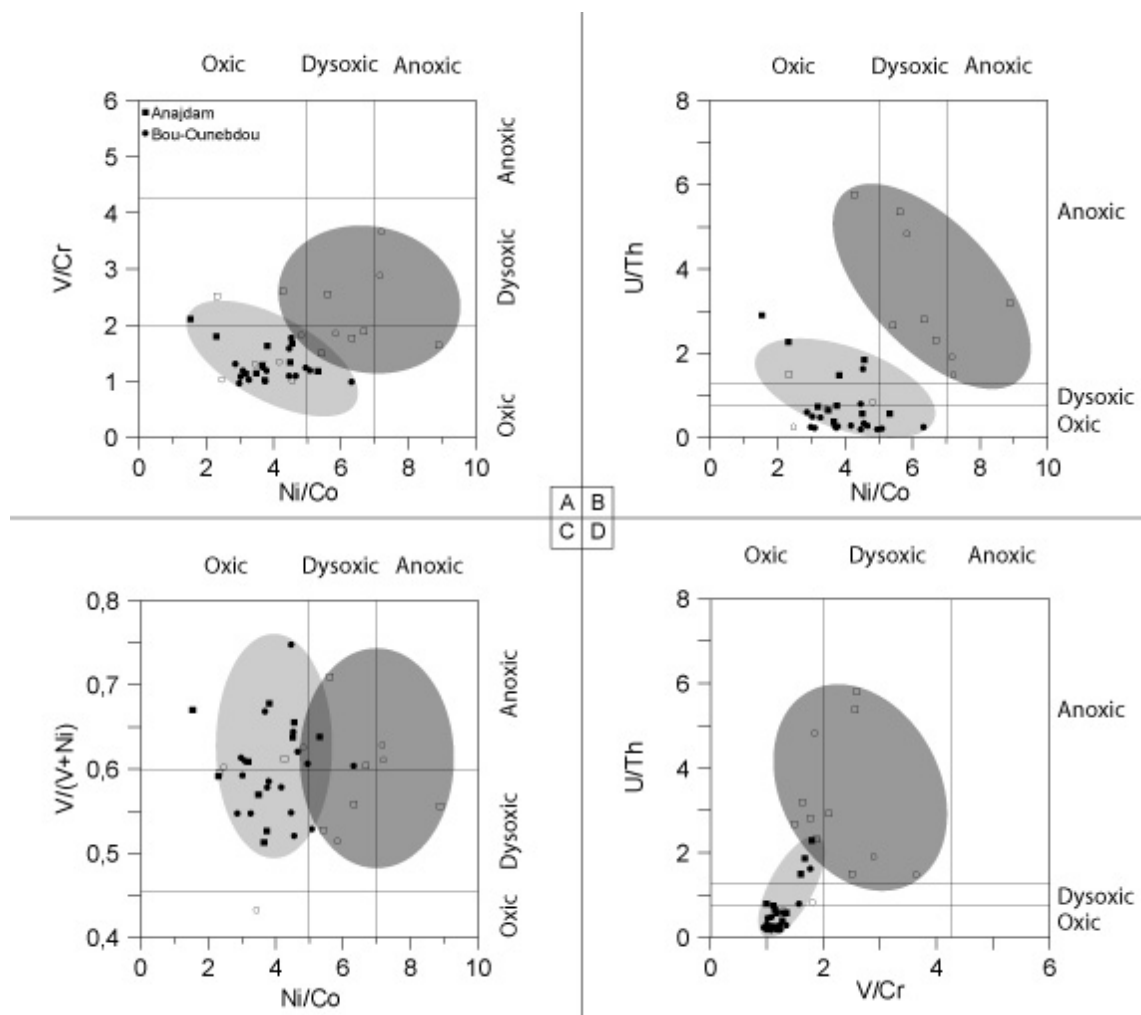 Oxic Dysoxic Anoxic
6
5
4
3
2
1
0
V/Cr
Anajdam
Bou-Ounebdou
Anoxic
Dysoxic
Oxic
0 2 4 6 8 10
Ni/Co
Oxic Dysoxic Anoxic
8
6
4
2
0
U/Th
Anoxic
Dysoxic
Oxic
0 2 4 6 8 10
Ni/Co
A B
C D
Oxic Dysoxic Anoxic
0,8
0,7
0,6
0,5
0,4
V/(V+Ni)
Anoxic
Dysoxic
Oxic
0 2 4 6 8 10
Ni/Co
Oxic Dysoxic Anoxic
8
6
4
2
0
U/Th
Anoxic
Dysoxic
Oxic
0 2 4 6
V/Cr